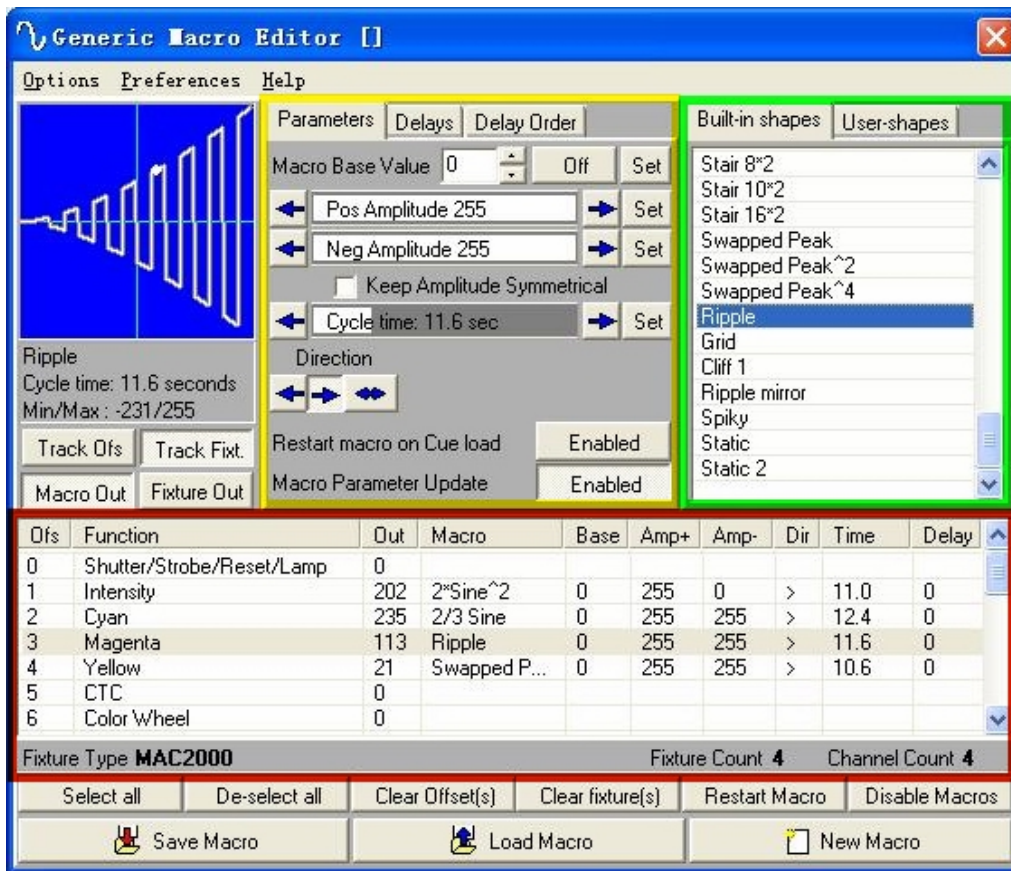 Generic Macro Editor []
Options Preferences Help
Parameters Delays Delay Order
Macro Base Value 0 Off Set
Pos Amplitude 255 Set
Neg Amplitude 255 Set
Keep Amplitude Symmetrical
Cycle time: 11.6 sec Set
Direction
Restart macro on Cue load Enabled
Macro Parameter Update Enabled
Ripple
Cycle time: 11.6 seconds
Min/Max : -231/255
Track Ofs Track Fixt.
Macro Out Fixture Out
Built-in shapes User-shapes
Stair 8*2
Stair 10*2
Stair 16*2
Swapped Peak
Swapped Peak^2
Swapped Peak^4
Ripple
Grid
Cliff 1
Ripple mirror
Spiky
Static
Static 2
Ofs Function Out Macro Base Amp+ Amp- Dir Time Delay
0 Shutter/Strobe/Reset/Lamp 0
1 Intensity 202 2*Sine^2 0 255 0 > 11.0 0
2 Cyan 235 2/3 Sine 0 255 255 > 12.4 0
3 Magenta 113 Ripple 0 255 255 > 11.6 0
4 Yellow 21 Swapped P... 0 255 255 > 10.6 0
5 CTC 0
6 Color Wheel 0
Fixture Type MAC2000 Fixture Count 4 Channel Count 4
Select all De-select all Clear Offset(s) Clear fixture(s) Restart Macro Disable Macros
Save Macro Load Macro New Macro